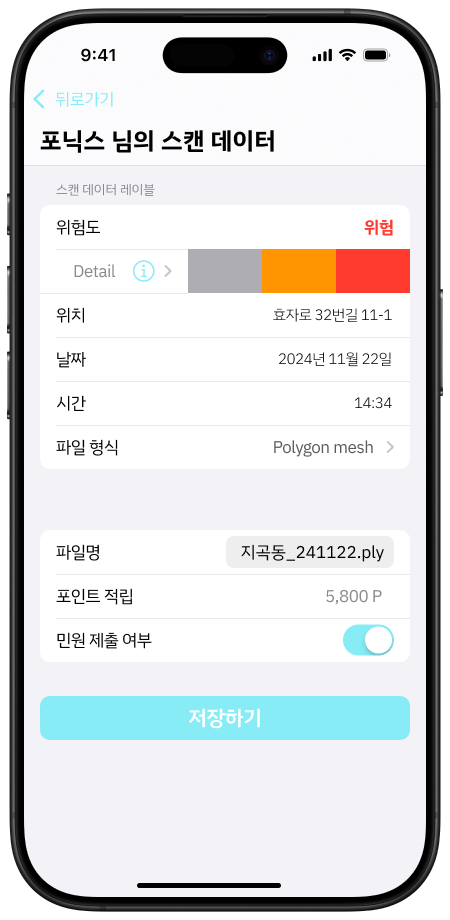 9:41
뒤로가기
포닉스 님의 스캔 데이터
스캔 데이터 레이블
위험도 위험
Detail
위치 효자로 32번길 11-1
날짜 2024년 11월 22일
시간 14:34
파일 형식 Polygon mesh
파일명 지곡동_241122.ply
포인트 적립 5,800 P
민원 제출 여부
저장하기